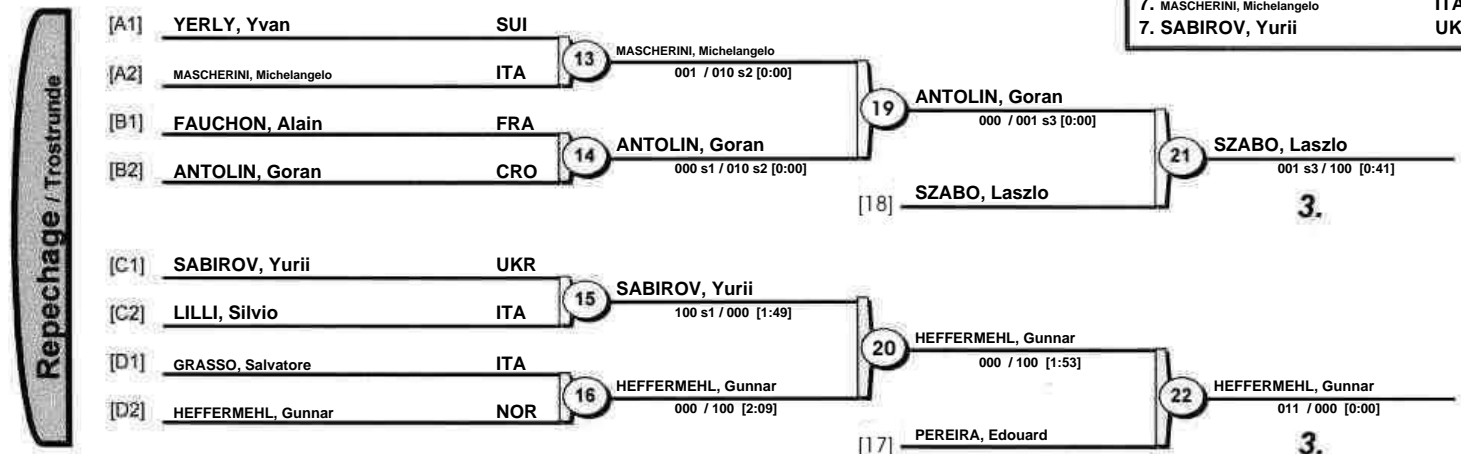 7. MASCHERINI, Michelangelo ITA
7. SABIROV, Yurii UK
Repechage / Trostrunde
[A1] YERLY, Yvan SUI
13
MASCHERINI, Michelangelo
001 / 010 s2 [0:00]
[A2] MASCHERINI, Michelangelo ITA
19
ANTOLIN, Goran
000 / 001 s3 [0:00]
[B1] FAUCHON, Alain FRA
14
ANTOLIN, Goran
000 s1 / 010 s2 [0:00]
[B2] ANTOLIN, Goran CRO
21
SZABO, Laszlo
001 s3 / 100 [0:41]
[18] SZABO, Laszlo
3.
[C1] SABIROV, Yurii UKR
15
SABIROV, Yurii
100 s1 / 000 [1:49]
[C2] LILLI, Silvio ITA
20
HEFFERMEHL, Gunnar
000 / 100 [1:53]
[D1] GRASSO, Salvatore ITA
16
HEFFERMEHL, Gunnar
000 / 100 [2:09]
[D2] HEFFERMEHL, Gunnar NOR
22
HEFFERMEHL, Gunnar
011 / 000 [0:00]
[17] PEREIRA, Edouard
3.